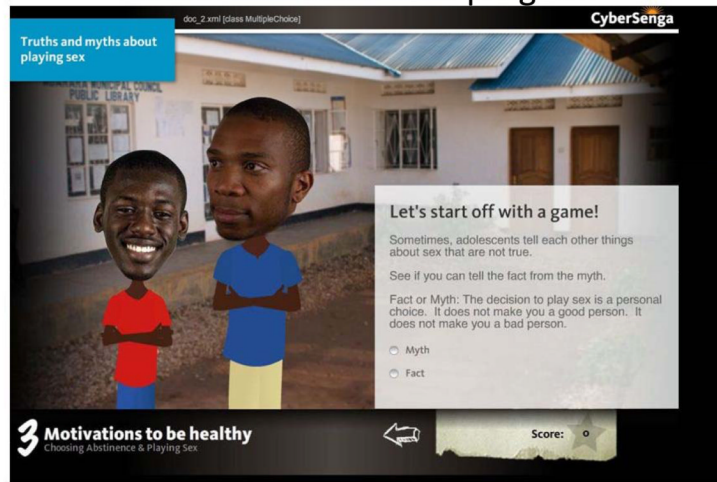 doc_2.xml [class MultipleChoice]
CyberSenga
Truths and myths about
playing sex
MUNICIPAL COUNCIL
PUBLIC LIBRARY
Let's start off with a game!
Sometimes, adolescents tell each other things
about sex that are not true.
See if you can tell the fact from the myth.
Fact or Myth: The decision to play sex is a personal
choice. It does not make you a good person. It
does not make you a bad person.
Myth
Fact
3 Motivations to be healthy
Choosing Abstinence & Playing Sex
Score: 0